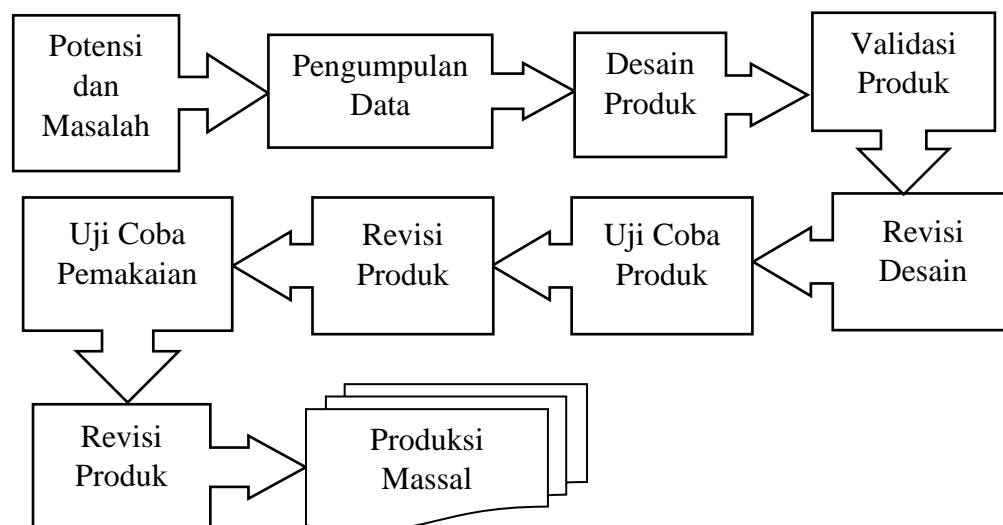 Potensi
dan
Masalah
Pengumpulan
Data
Desain
Produk
Validasi
Produk
Revisi
Desain
Uji Coba
Produk
Revisi
Produk
Uji Coba
Pemakaian
Revisi
Produk
Produksi
Massal